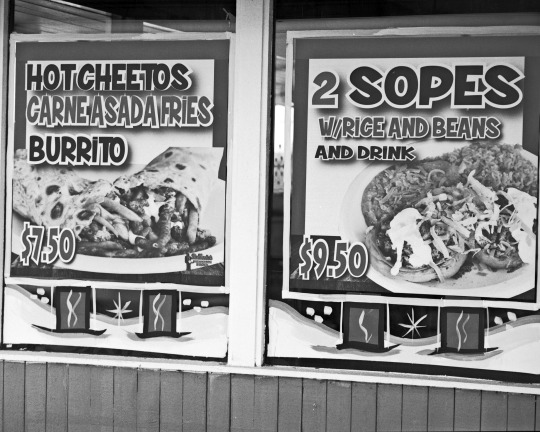 HOT CHEETOS
CARNE ASADA FRIES
BURRITO
$7.50
2 SOPES
W/RICE AND BEANS
AND DRINK
$9.50